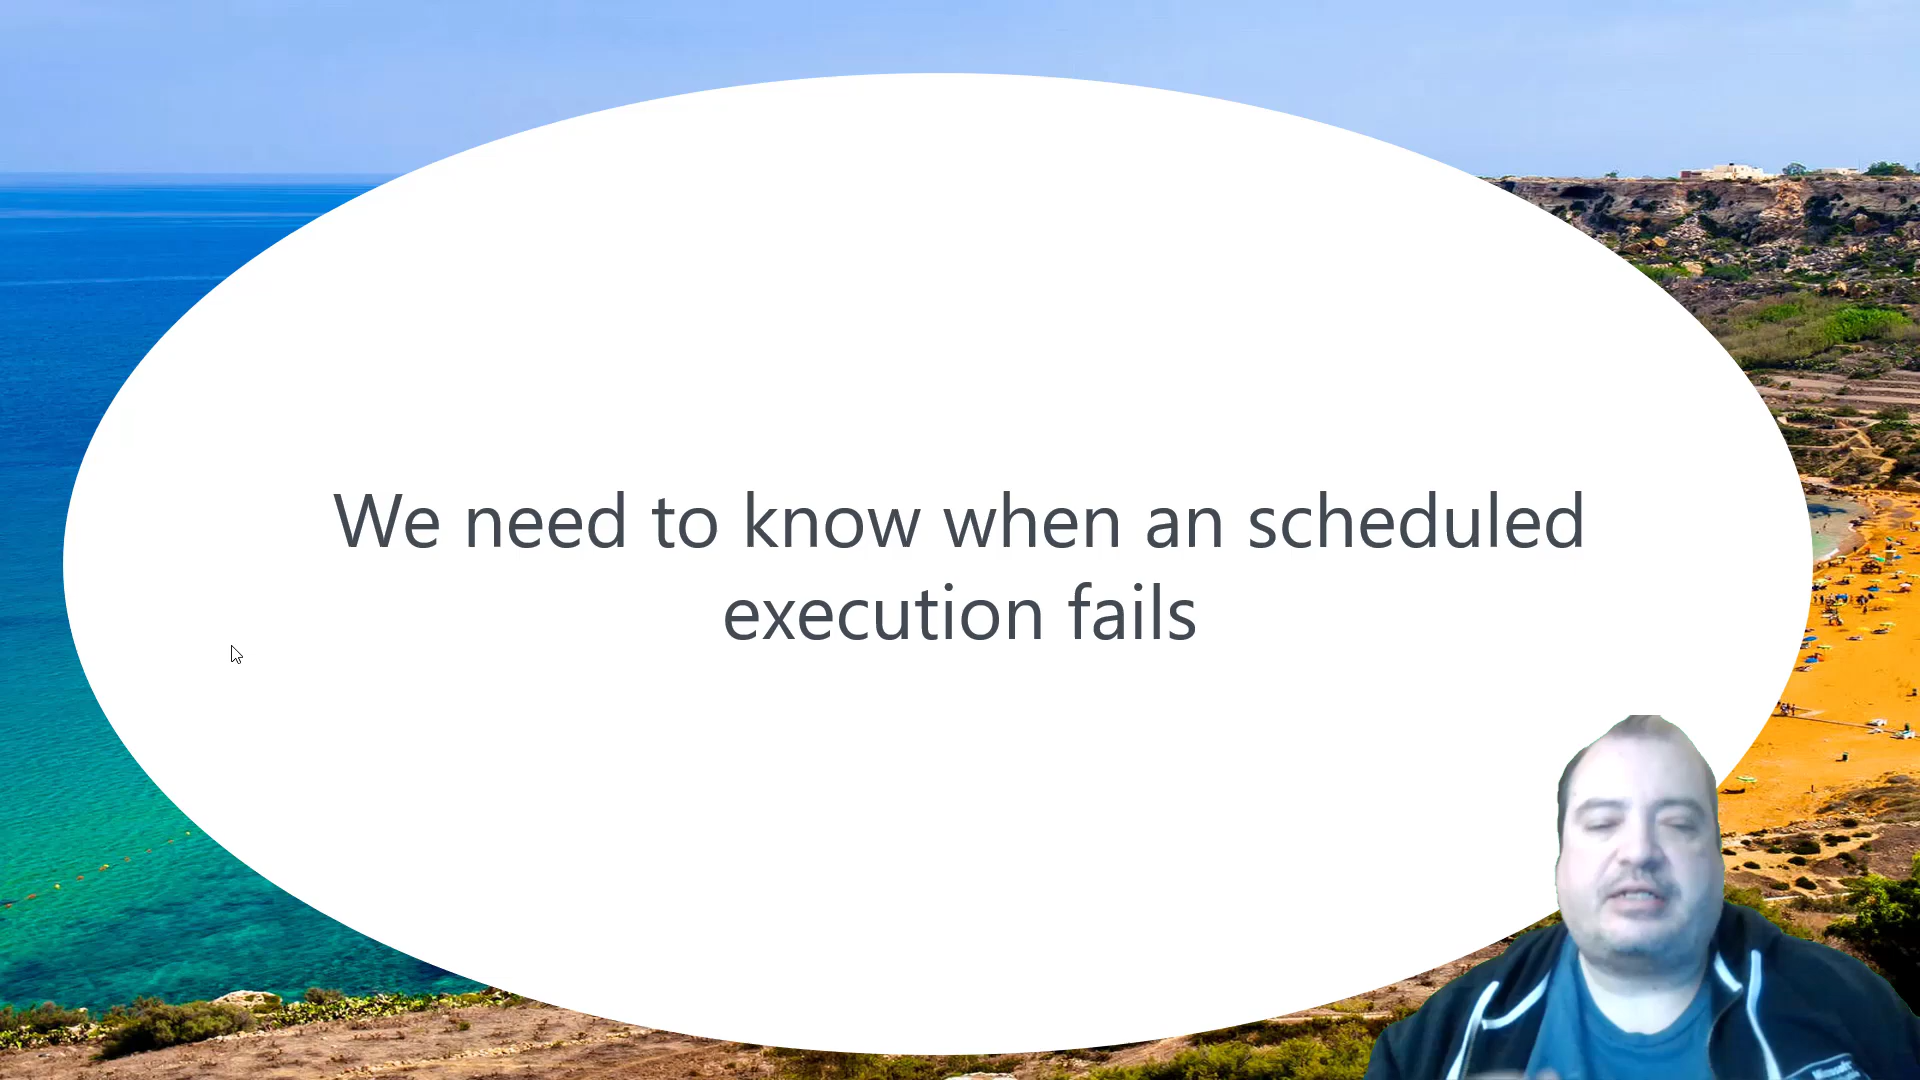 We need to know when an scheduled
execution fails